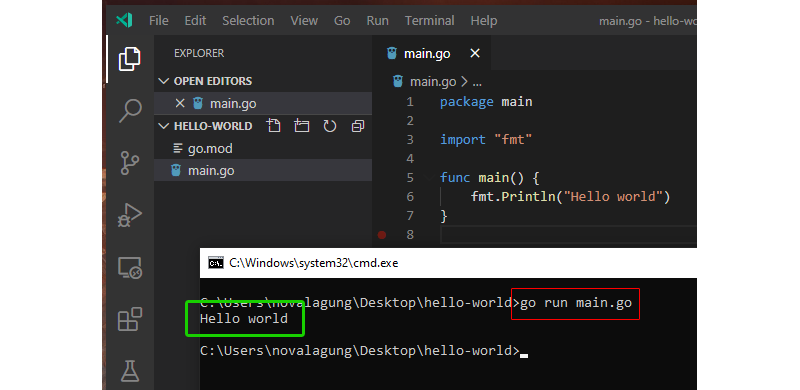 File Edit Selection View Go Run Terminal Help main.go - hello-wo
EXPLORER
OPEN EDITORS
main.go
HELLO-WORLD
go.mod
main.go
main.go
main.go > ...
1 package main
2
3 import "fmt"
4
5 func main() {
6 fmt.Println("Hello world")
7 }
8
C:\Windows\system32\cmd.exe
C:\Users\novalagung\Desktop\hello-world>go run main.go
Hello world
C:\Users\novalagung\Desktop\hello-world>